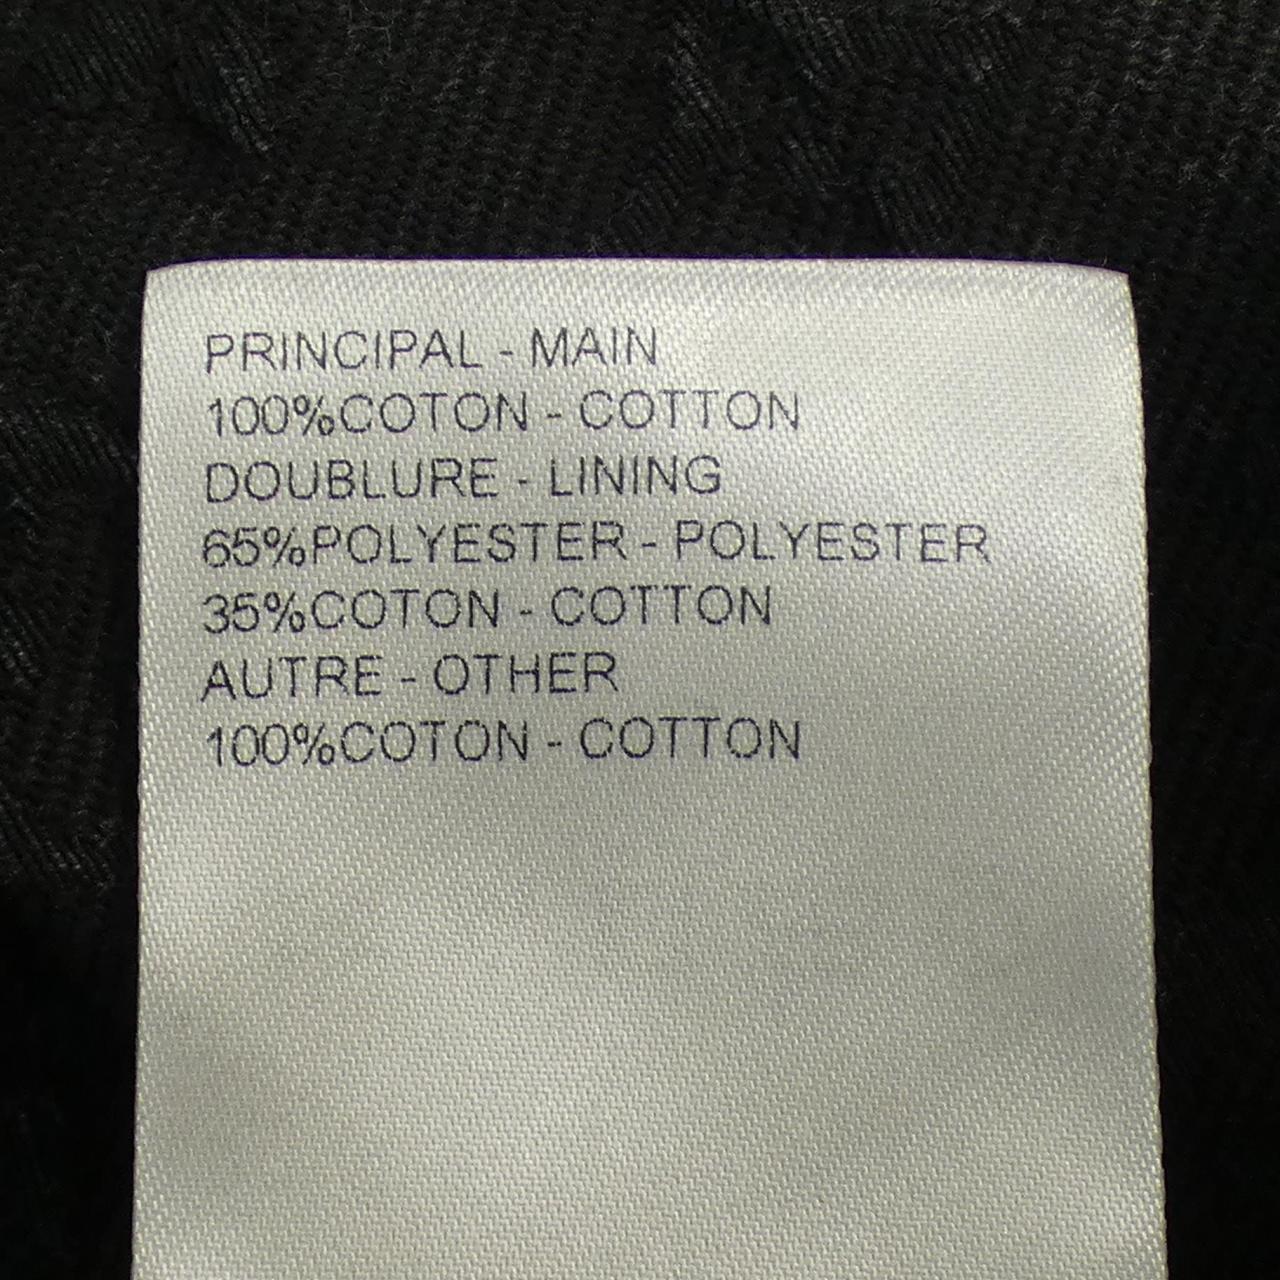 PRINCIPAL - MAIN
100%COTON - COTTON
DOUBLURE - LINING
65%POLYESTER - POLYESTER
35%COTON - COTTON
AUTRE - OTHER
100%COTON - COTTON